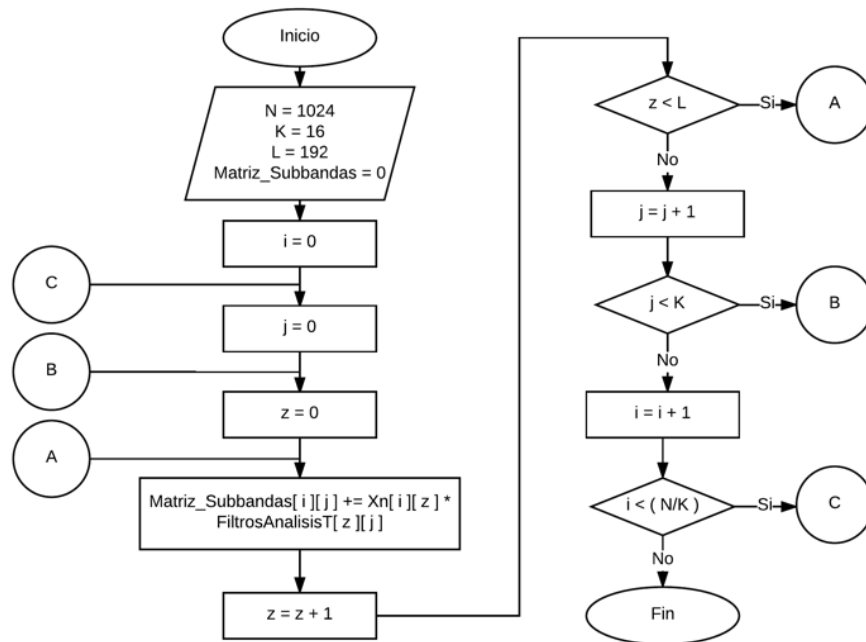 Inicio
N = 1024
K = 16
L = 192
Matriz_Subbandas = 0
i = 0
C
j = 0
B
z = 0
A
Matriz_Subbandas[ i ][ j ] += Xn[ i ][ z ] *
FiltrosAnalisisT[ z ][ j ]
z = z + 1
z < L
Si
A
No
j = j + 1
j < K
Si
B
No
i = i + 1
i < ( N/K )
Si
C
No
Fin